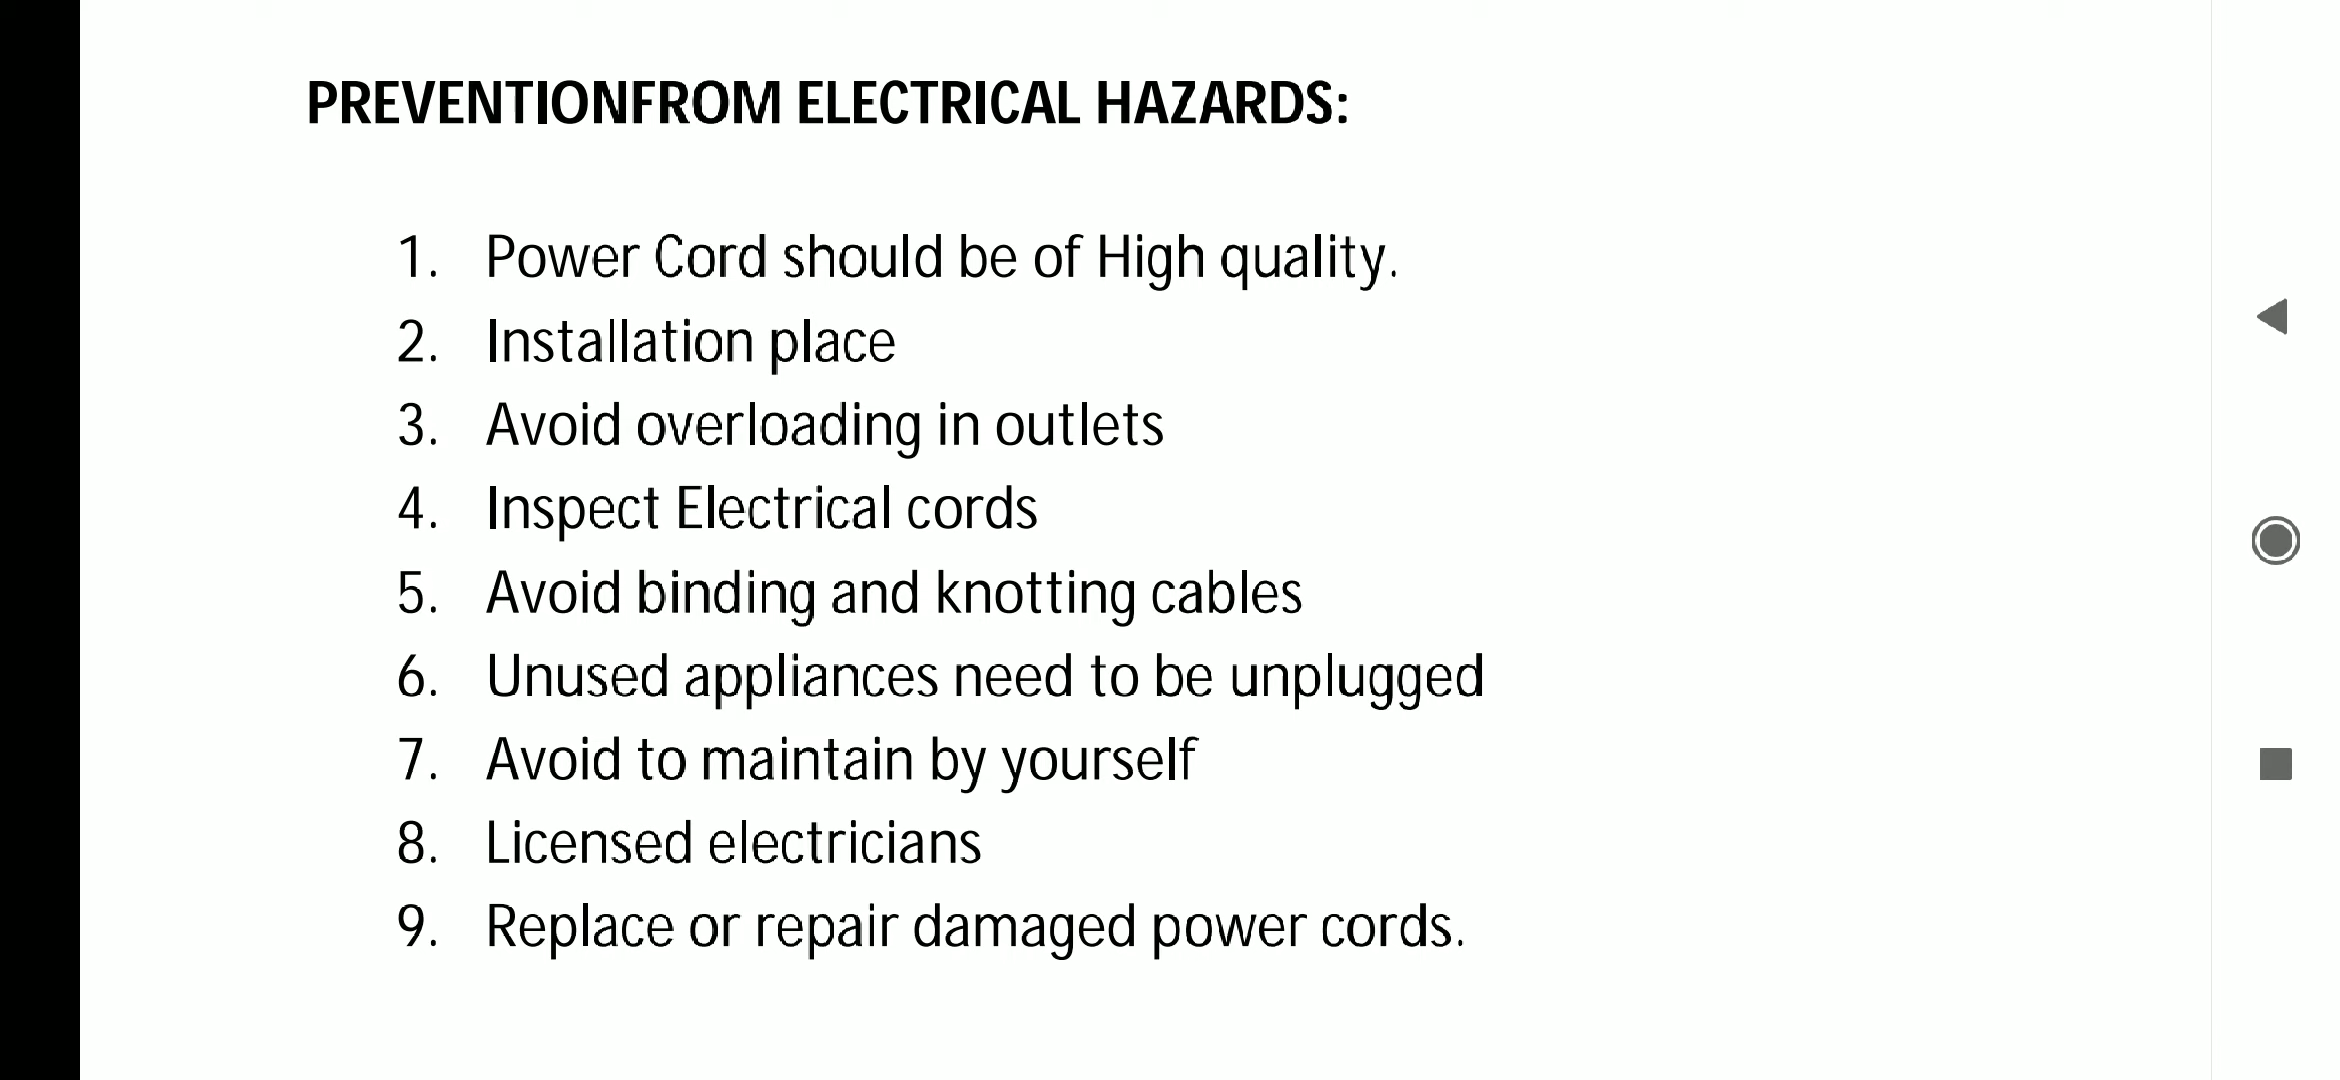 PREVENTIONFROM ELECTRICAL HAZARDS:
1. Power Cord should be of High quality.
2. Installation place
3. Avoid overloading in outlets
4. Inspect Electrical cords
5. Avoid binding and knotting cables
6. Unused appliances need to be unplugged
7. Avoid to maintain by yourself
8. Licensed electricians
9. Replace or repair damaged power cords.